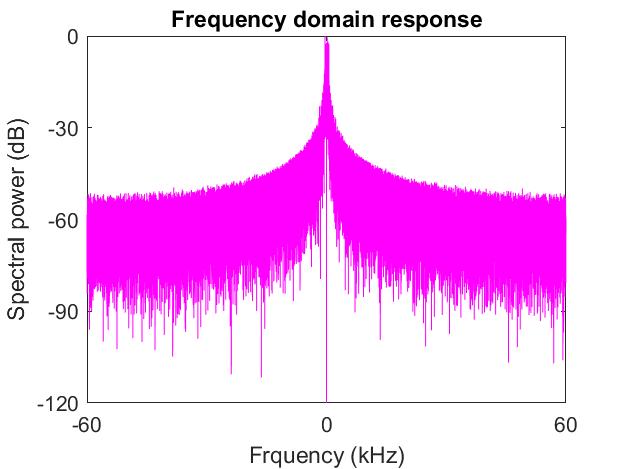 Frequency domain response
Spectral power (dB)
0
-30
-60
-90
-120
-60
0
60
Frquency (kHz)